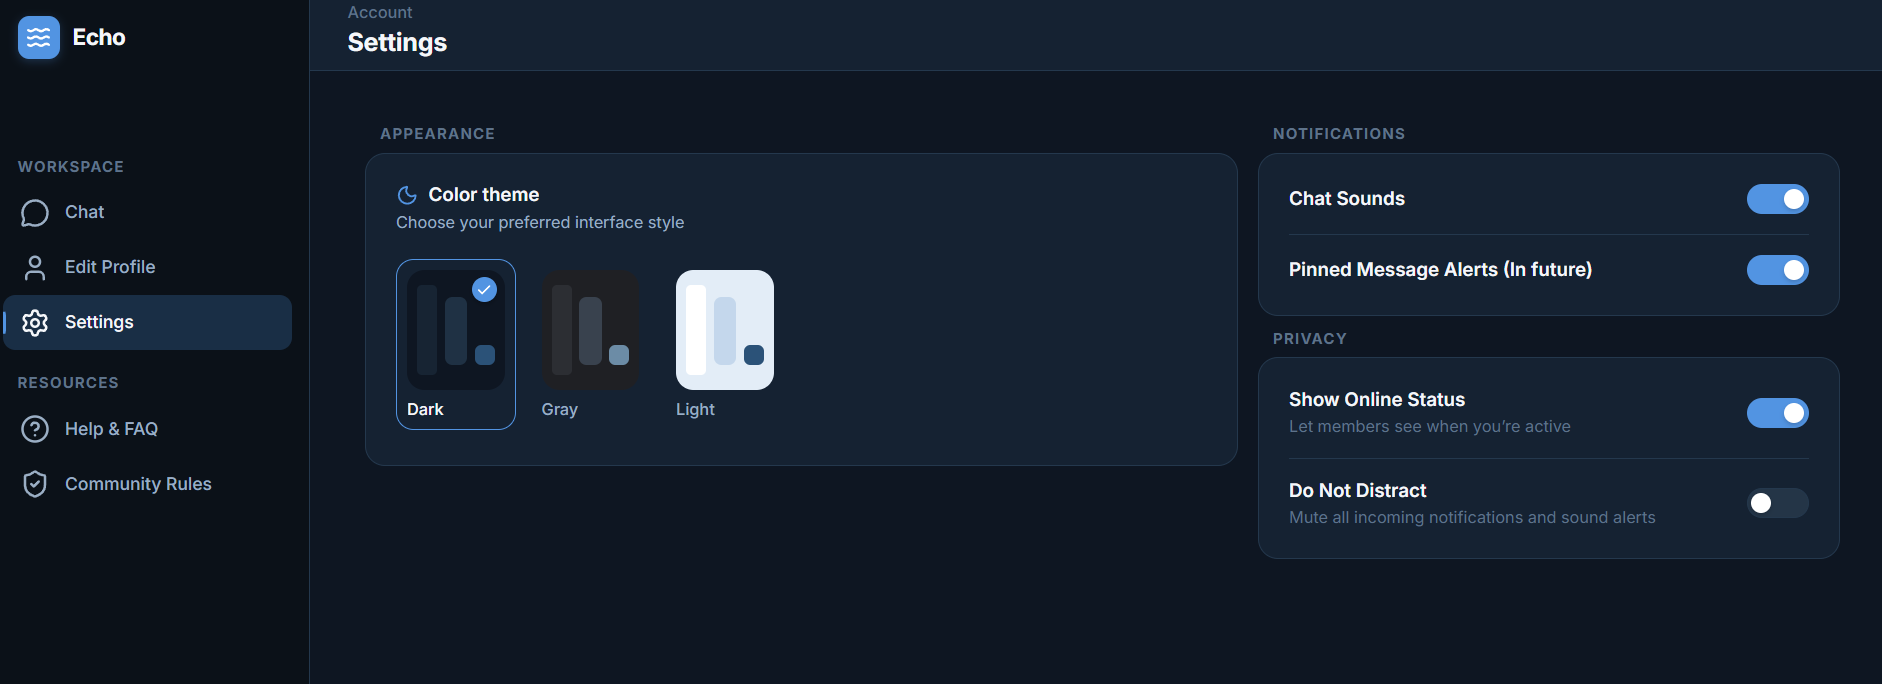 Echo
WORKSPACE
Chat
Edit Profile
Settings
RESOURCES
Help & FAQ
Community Rules
Account
Settings
APPEARANCE
Color theme
Choose your preferred interface style
Dark
Gray
Light
NOTIFICATIONS
Chat Sounds
Pinned Message Alerts (In future)
PRIVACY
Show Online Status
Let members see when you’re active
Do Not Distract
Mute all incoming notifications and sound alerts